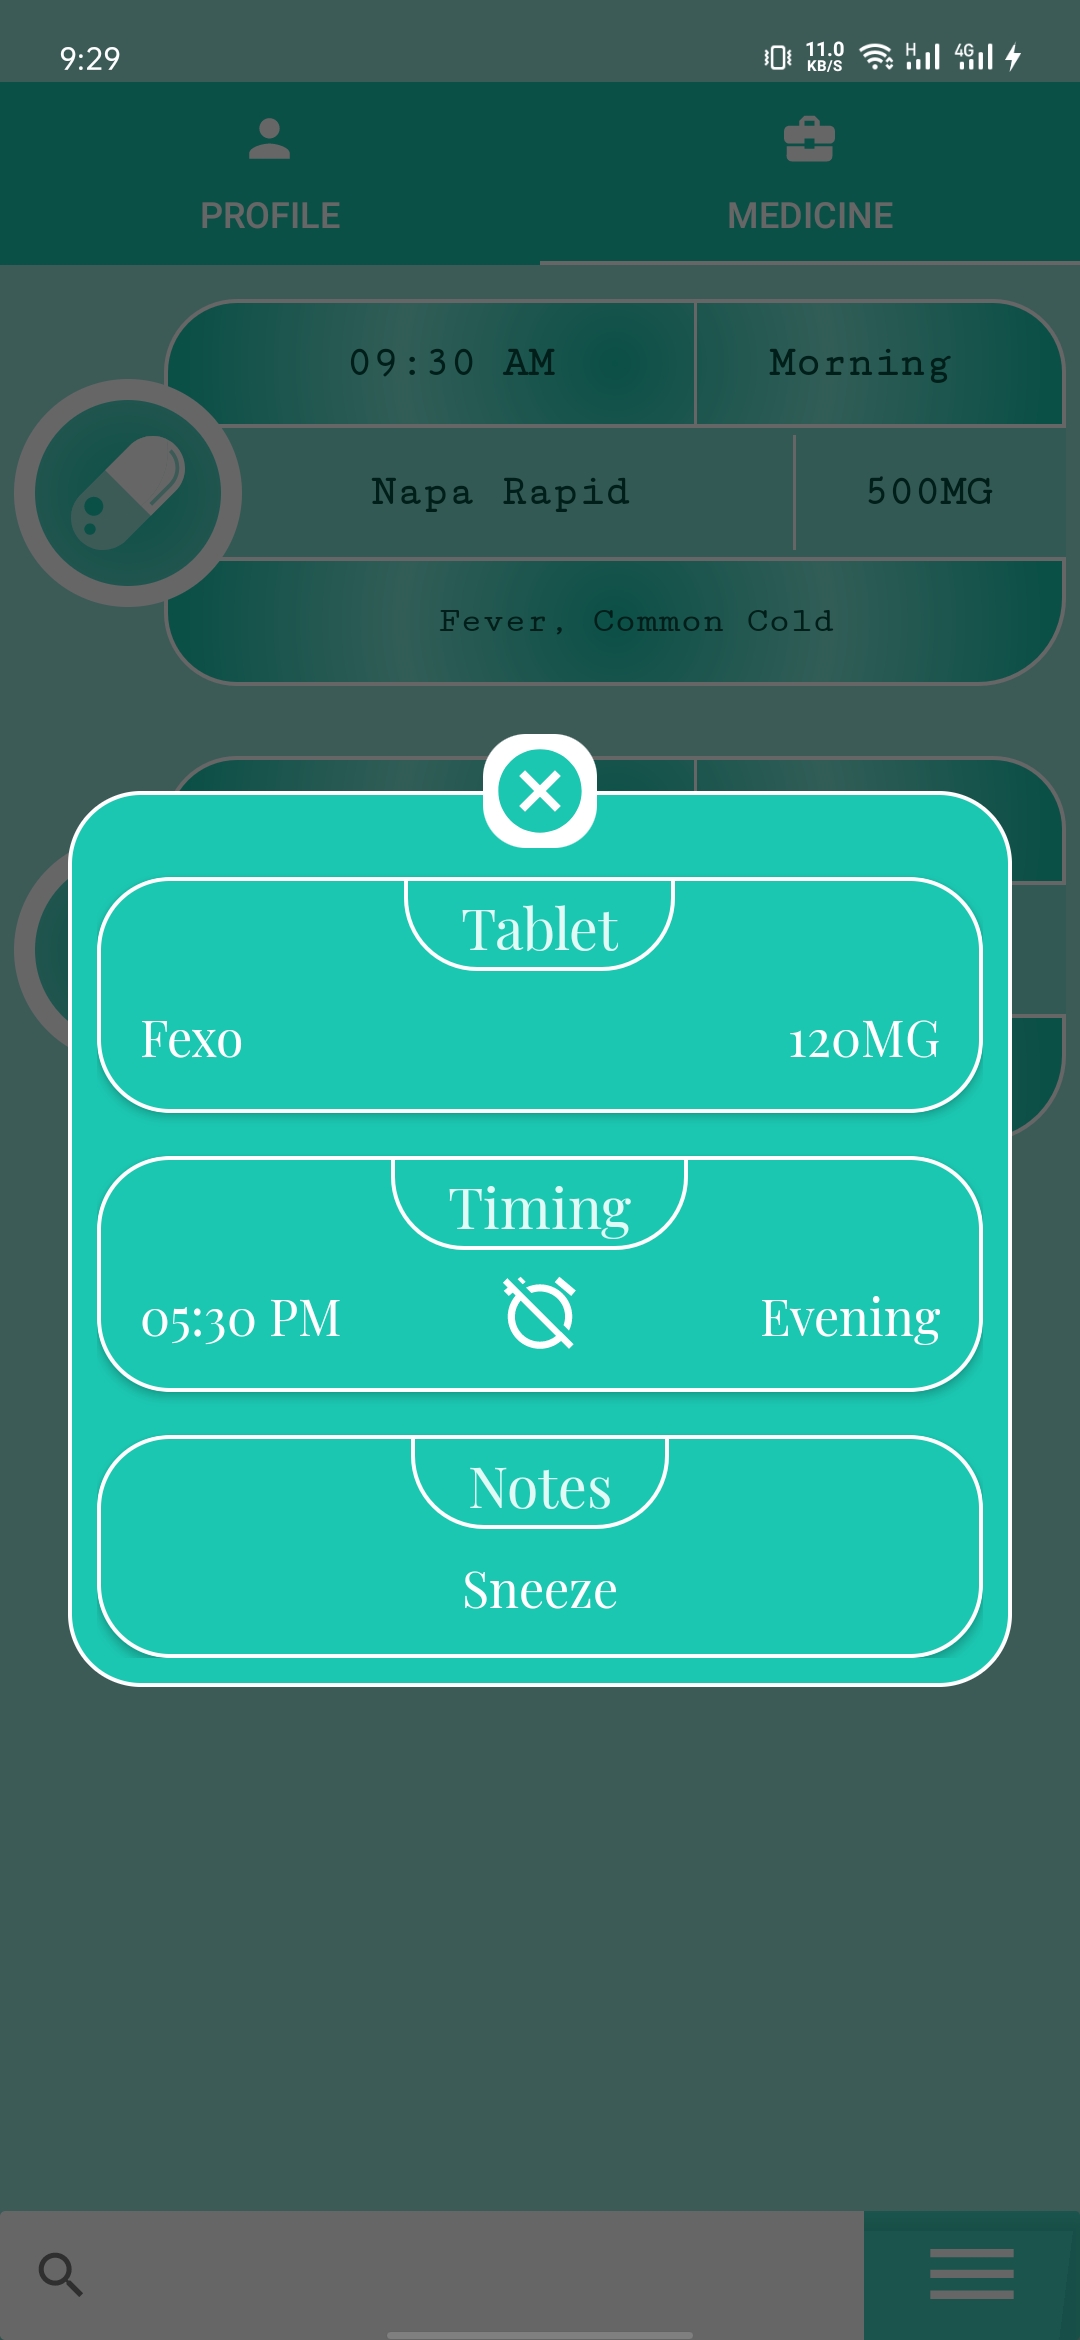 9:29
11.0
KB/S
H
4G
PROFILE
MEDICINE
09:30 AM
Morning
Napa Rapid
500MG
Fever, Common Cold
Tablet
Fexo
120MG
Timing
05:30 PM
Evening
Notes
Sneeze